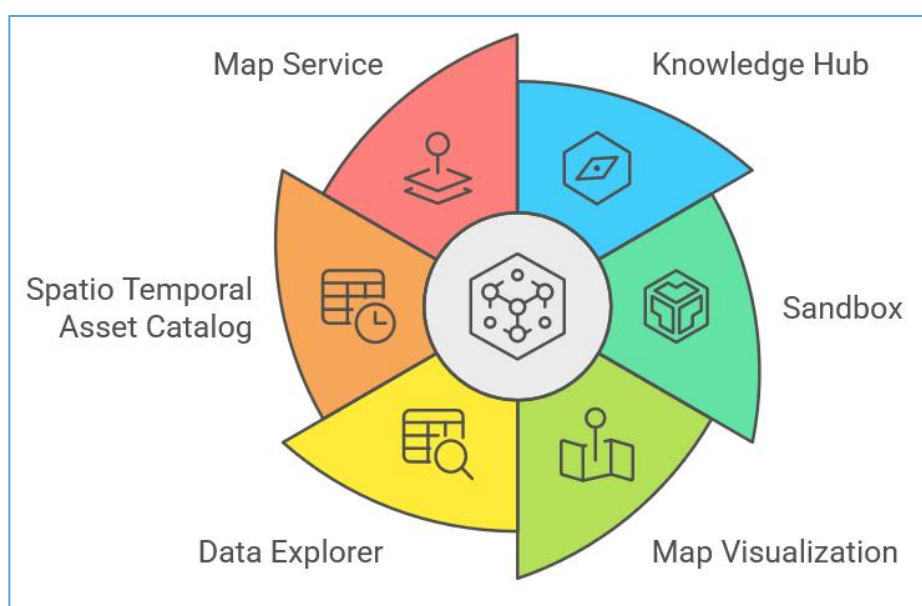 Map Service
Knowledge Hub
Spatio Temporal
Asset Catalog
Sandbox
Data Explorer
Map Visualization